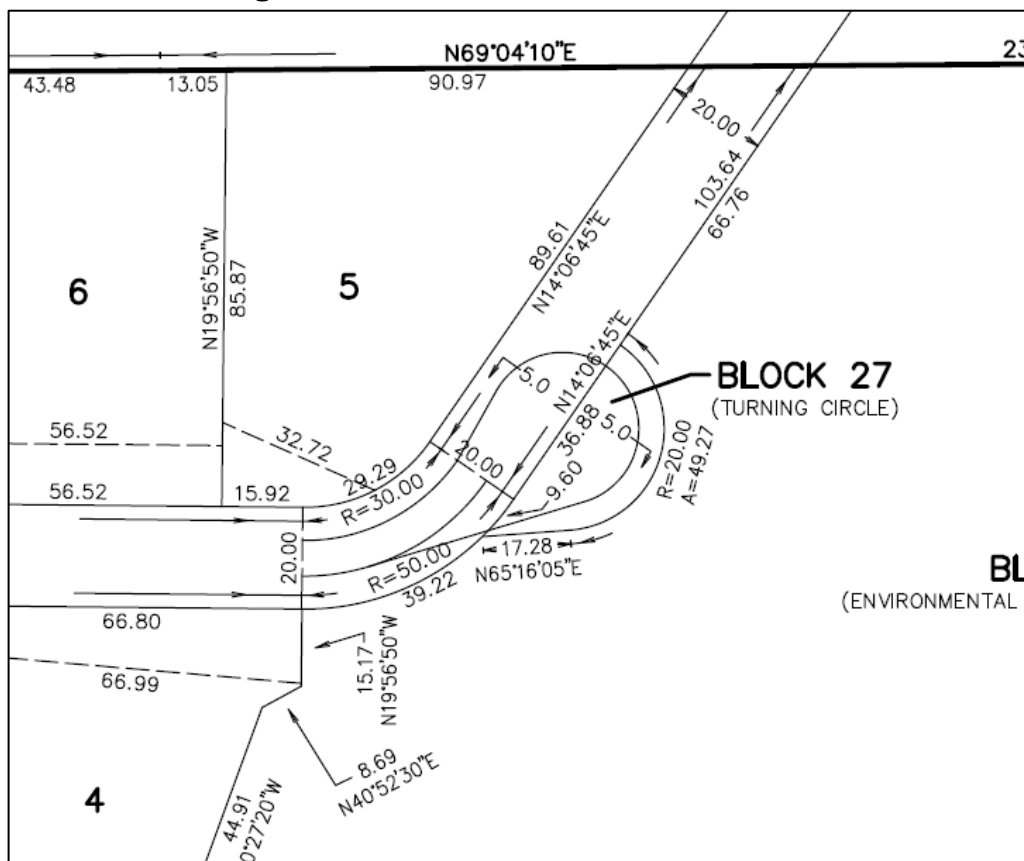 N69°04'10"E
23
43.48
13.05
90.97
20.00
103.64
66.76
89.61
N14°06'45"E
N19°56'50"W
85.87
6
5
N14°06'45"E
36.88
5.0
5.0
BLOCK 27
(TURNING CIRCLE)
56.52
32.72
20.00
9.60
R=20.00
A=49.27
56.52
15.92
29.29
R=30.00
20.00
R=50.00
39.22
17.28
N65°16'05"E
BL
(ENVIRONMENTAL
66.80
15.17
N19°56'50"W
66.99
8.69
N40°52'30"E
4
44.91
0°27'20"W